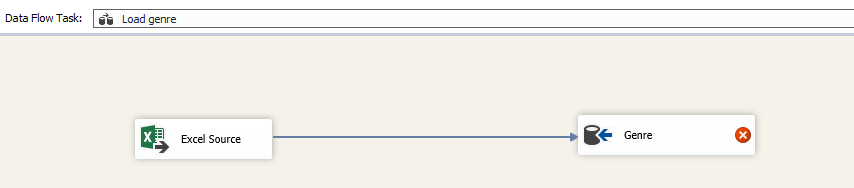 Data Flow Task: Load genre
Excel Source
Genre